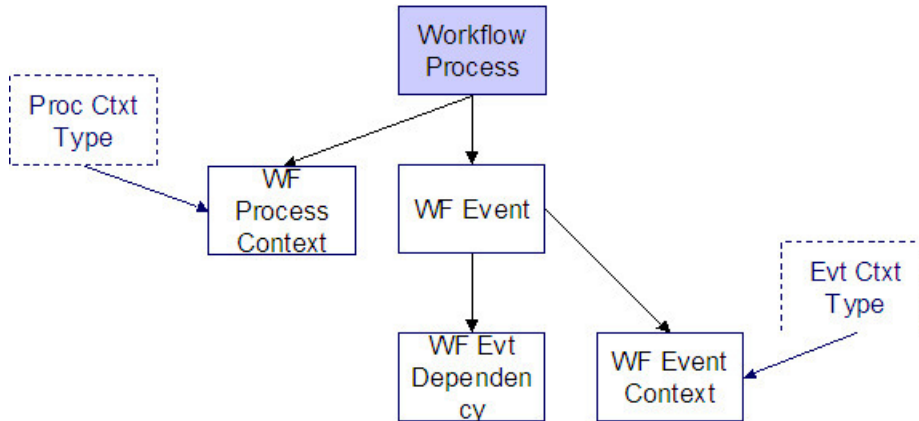 Workflow
Process
Proc Ctxt
Type
WF
Process
Context
WF Event
Evt Ctxt
Type
WF Evt
Dependen
cy
WF Event
Context